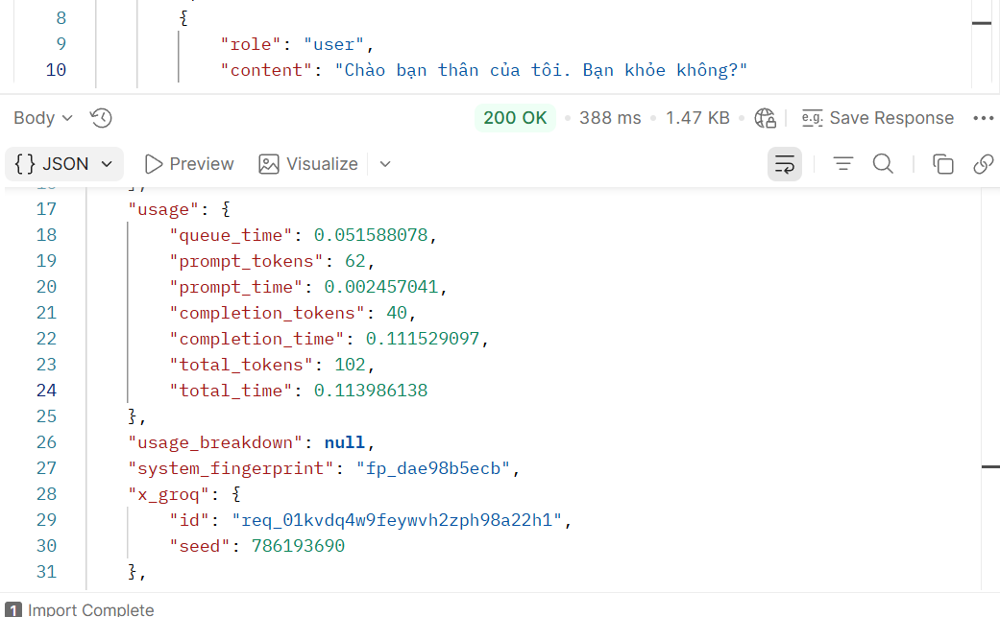 8 {
9 "role": "user",
10 "content": "Chào bạn thân của tôi. Bạn khỏe không?"
Body 200 OK • 388 ms • 1.47 KB • e.g. Save Response •••
{} JSON Preview Visualize
17 "usage": {
18 "queue_time": 0.051588078,
19 "prompt_tokens": 62,
20 "prompt_time": 0.002457041,
21 "completion_tokens": 40,
22 "completion_time": 0.111529097,
23 "total_tokens": 102,
24 "total_time": 0.113986138
25 },
26 "usage_breakdown": null,
27 "system_fingerprint": "fp_dae98b5ecb",
28 "x_groq": {
29 "id": "req_01kvdq4w9feywvh2zph98a22h1",
30 "seed": 786193690
31 },
1 Import Complete